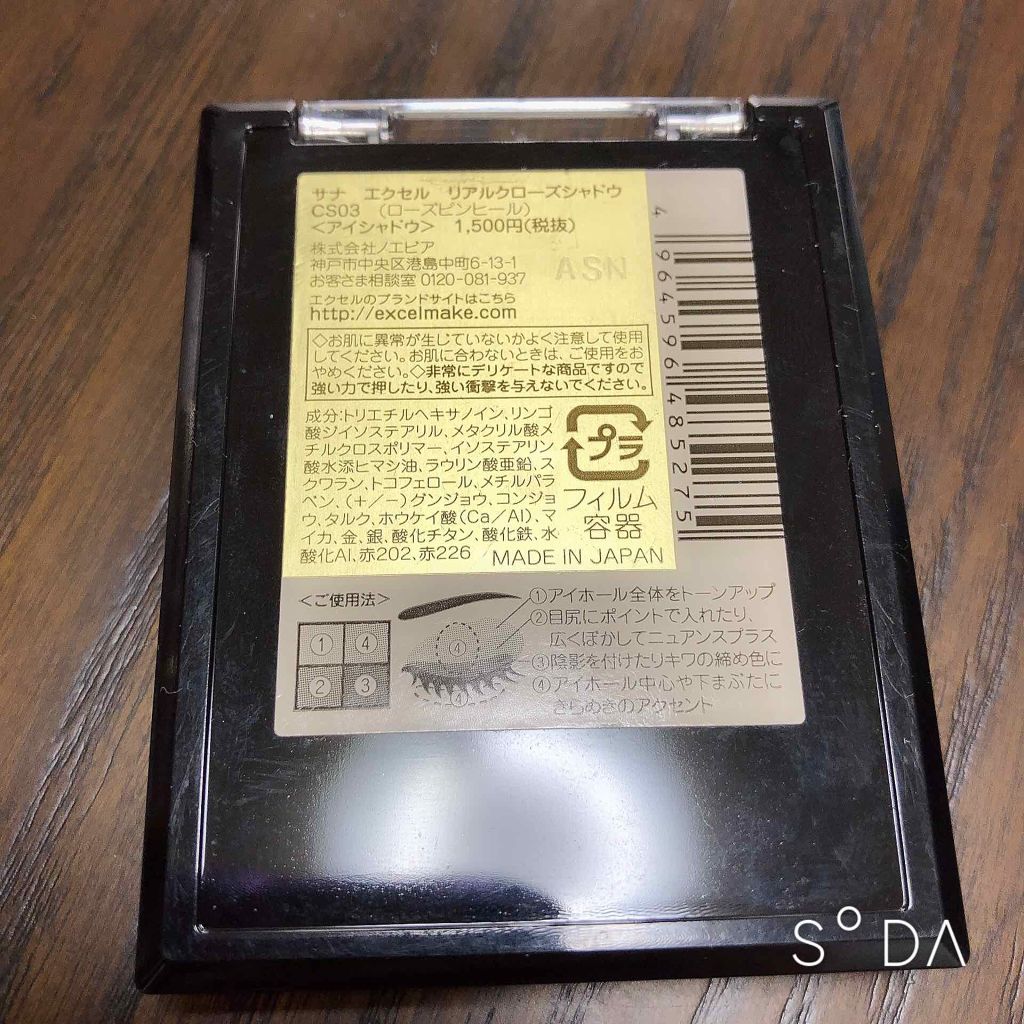 サナ エクセル リアルクローズシャドウ
CS03 (ローズピンヒール)
＜アイシャドウ＞ 1,500円(税抜)
株式会社ノエビア
神戸市中央区港島中町6-13-1
お客さま相談室 0120-081-937
ASN
エクセルのブランドサイトはこちら
http://excelmake.com
◇お肌に異常が生じていないかよく注意して使用
してください。お肌に合わないときは、ご使用をお
やめください。◇非常にデリケートな商品ですので
強い力で押したり、強い衝撃を与えないでください。
成分:トリエチルヘキサノイン、リンゴ
酸ジイソステアリル、メタクリル酸メ
チルクロスポリマー、イソステアリン
酸水添ヒマシ油、ラウリン酸亜鉛、ス
クワラン、トコフェロール、メチルパラ
ベン、(+/−)グンジョウ、コンジョ
ウ、タルク、ホウケイ酸(Ca/Al)、マ
イカ、金、銀、酸化チタン、酸化鉄、水
酸化Al、赤202、赤226
プラ
フィルム
容器
MADE IN JAPAN
4 964596 485275
＜ご使用法＞
① ④
② ③
④
④
①アイホール全体をトーンアップ
②目尻にポイントで入れたり、
広くぼかしてニュアンスプラス
③陰影を付けたりキワの締め色に
④アイホール中心や下まぶたに
きらめきのアクセント
S°DA